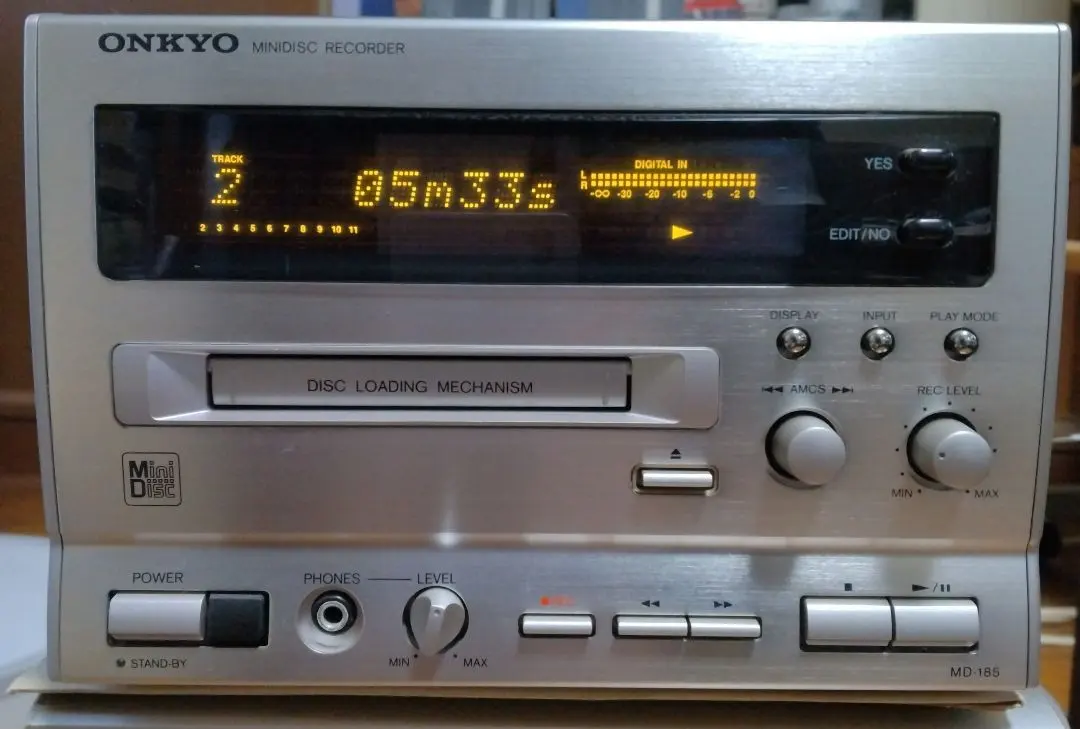 ONKYO MINIDISC RECORDER
TRACK
2
05m33s
DIGITAL IN
L
R
-∞ -30 -20 -10 -6 -2 0
2 3 4 5 6 7 8 9 10 11
YES
EDIT/NO
DISPLAY INPUT PLAY MODE
DISC LOADING MECHANISM
AMCS
REC LEVEL
MIN MAX
Mini
Disc
POWER
PHONES LEVEL
MIN MAX
STAND-BY
MD-185